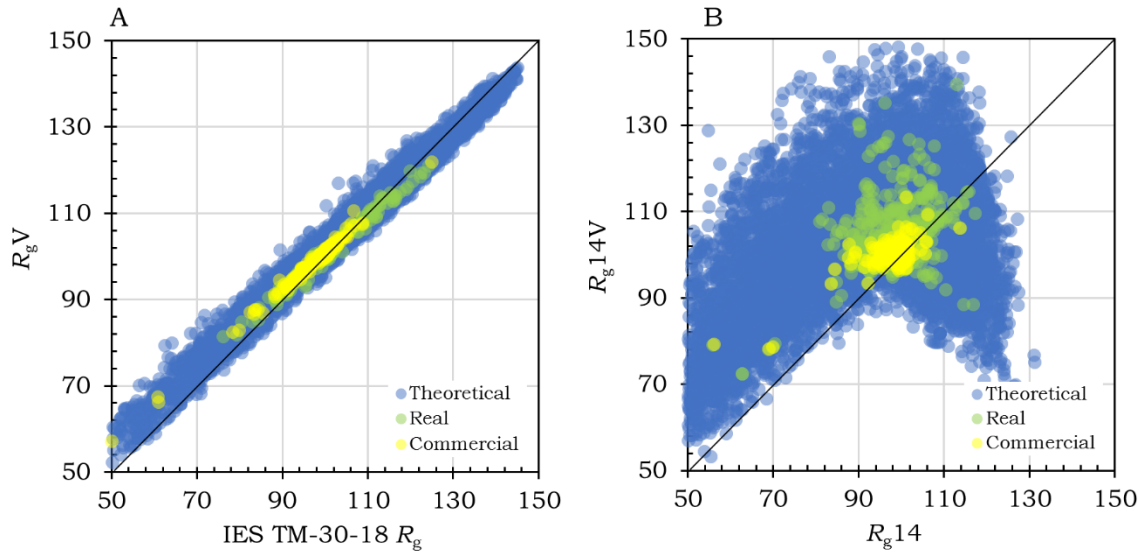 A
150
130
110
90
70
50
RgV
Theoretical
Real
Commercial
50 70 90 110 130 150
IES TM-30-18 Rg
B
150
130
110
90
70
50
Rg14V
Theoretical
Real
Commercial
50 70 90 110 130 150
Rg14